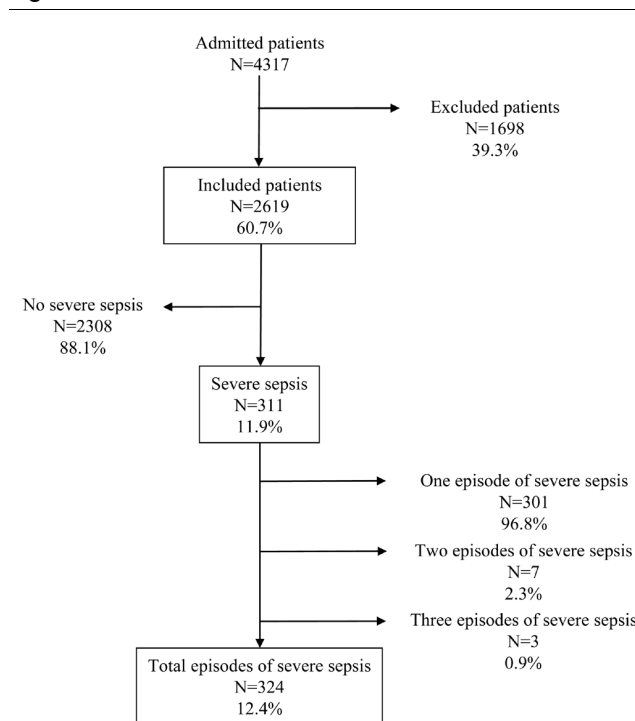 Admitted patients
N=4317
Excluded patients
N=1698
39.3%
Included patients
N=2619
60.7%
No severe sepsis
N=2308
88.1%
Severe sepsis
N=311
11.9%
One episode of severe sepsis
N=301
96.8%
Two episodes of severe sepsis
N=7
2.3%
Three episodes of severe sepsis
N=3
0.9%
Total episodes of severe sepsis
N=324
12.4%